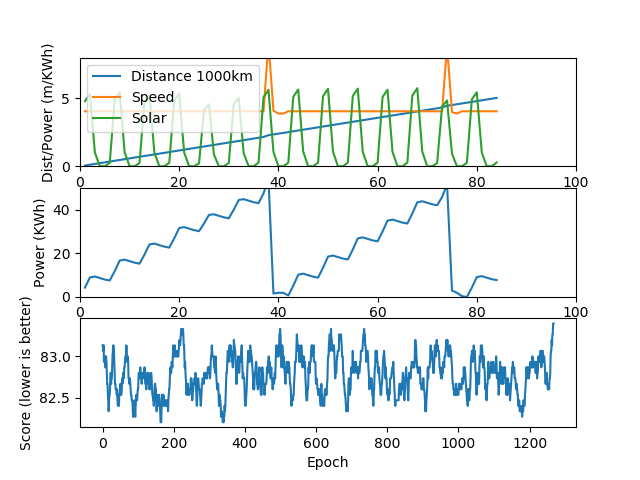 Dist/Power (m/KWh)
5
0
Distance 1000km
Speed
Solar
0 20 40 60 80 100
Power (KWh)
40
20
0
0 20 40 60 80 100
Score (lower is better)
83.0
82.5
0 200 400 600 800 1000 1200
Epoch